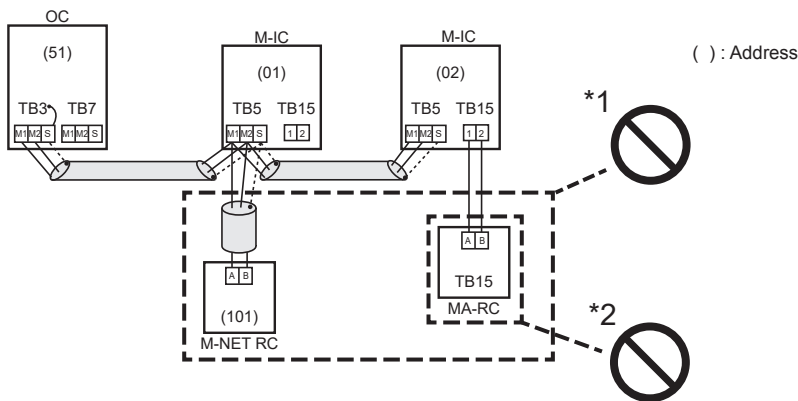 OC
M-IC
M-IC
( ) : Address
(51)
(01)
(02)
*1
TB3 TB7
TB5 TB15
TB5 TB15
M1 M2 S M1 M2 S
M1 M2 S 1 2
M1 M2 S 1 2
A B
TB15
MA-RC
A B
(101)
M-NET RC
*2